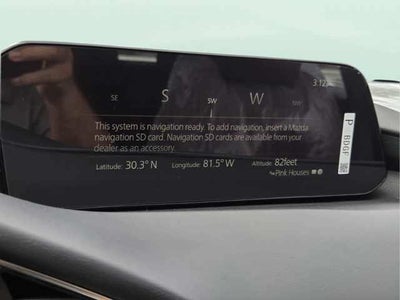 3:12
SE S SW W NW
This system is navigation ready. To add navigation, insert a Mazda
navigation SD card. Navigation SD cards are available from your
dealer as an accessory.
Latitude: 30.3°N Longitude: 81.5°W Altitude: 82feet
Pink Houses
P BDGF